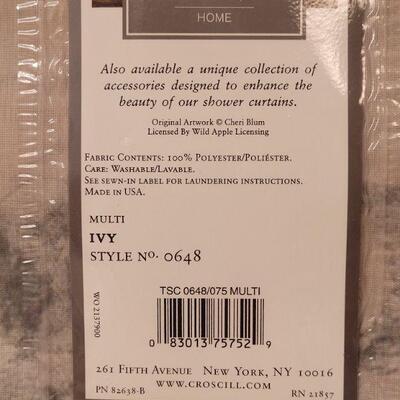 HOME
Also available a unique collection of
accessories designed to enhance the
beauty of our shower curtains.
Original Artwork © Cheri Blum
Licensed By Wild Apple Licensing
Fabric Contents: 100% Polyester/Poliéster.
Care: Washable/Lavable.
See sewn-in label for laundering instructions.
Made in USA.
MULTI
IVY
STYLE No. 0648
WO 2137900
TSC 0648/075 MULTI
0 83013 75752 9
261 Fifth Avenue New York, NY 10016
www.croscill.com
PN 82638-B RN 21857